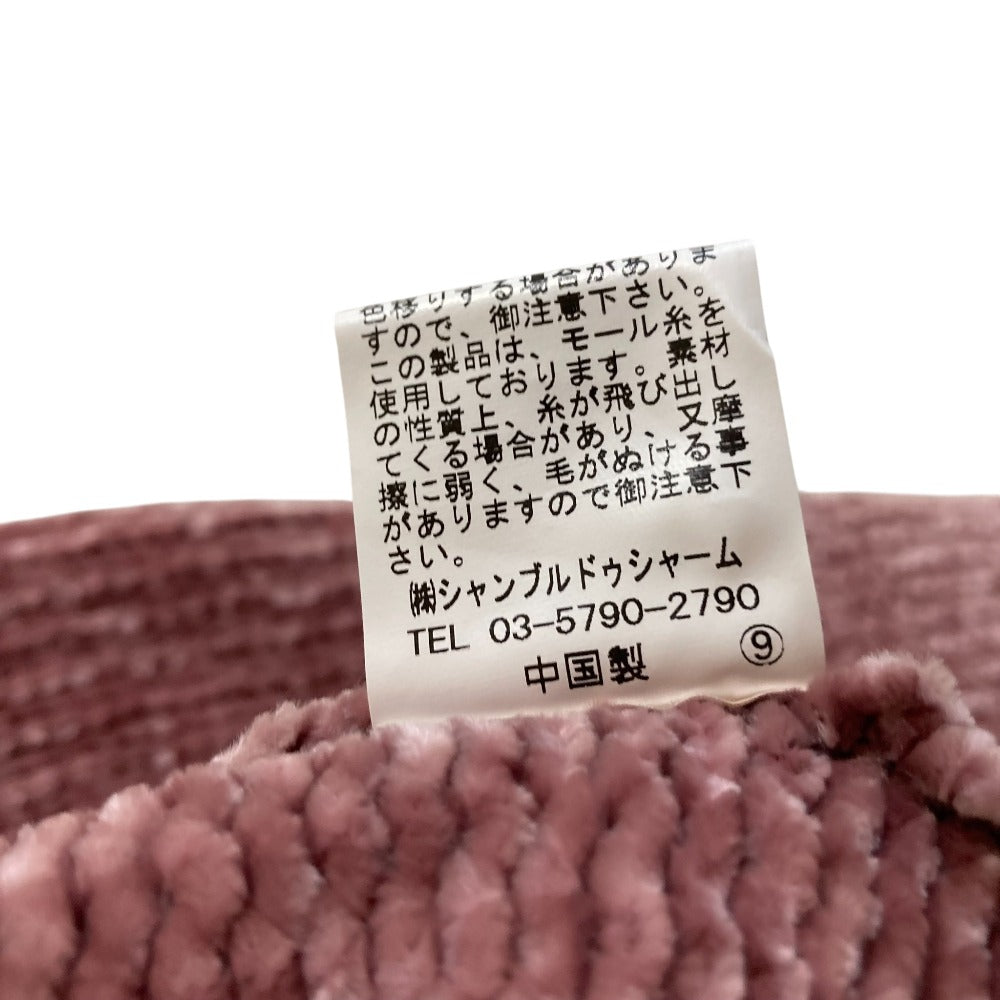 色移りする場合がありま
すので、御注意下さい。
この製品は、モール糸を
使用しております。素材
の性質上、糸が飛び出し
てくる場合があり、又摩
擦に弱く、毛がぬける事
がありますので御注意下
さい。
㈱シャンブルドゥシャーム
TEL 03-5790-2790
中国製 ⑨